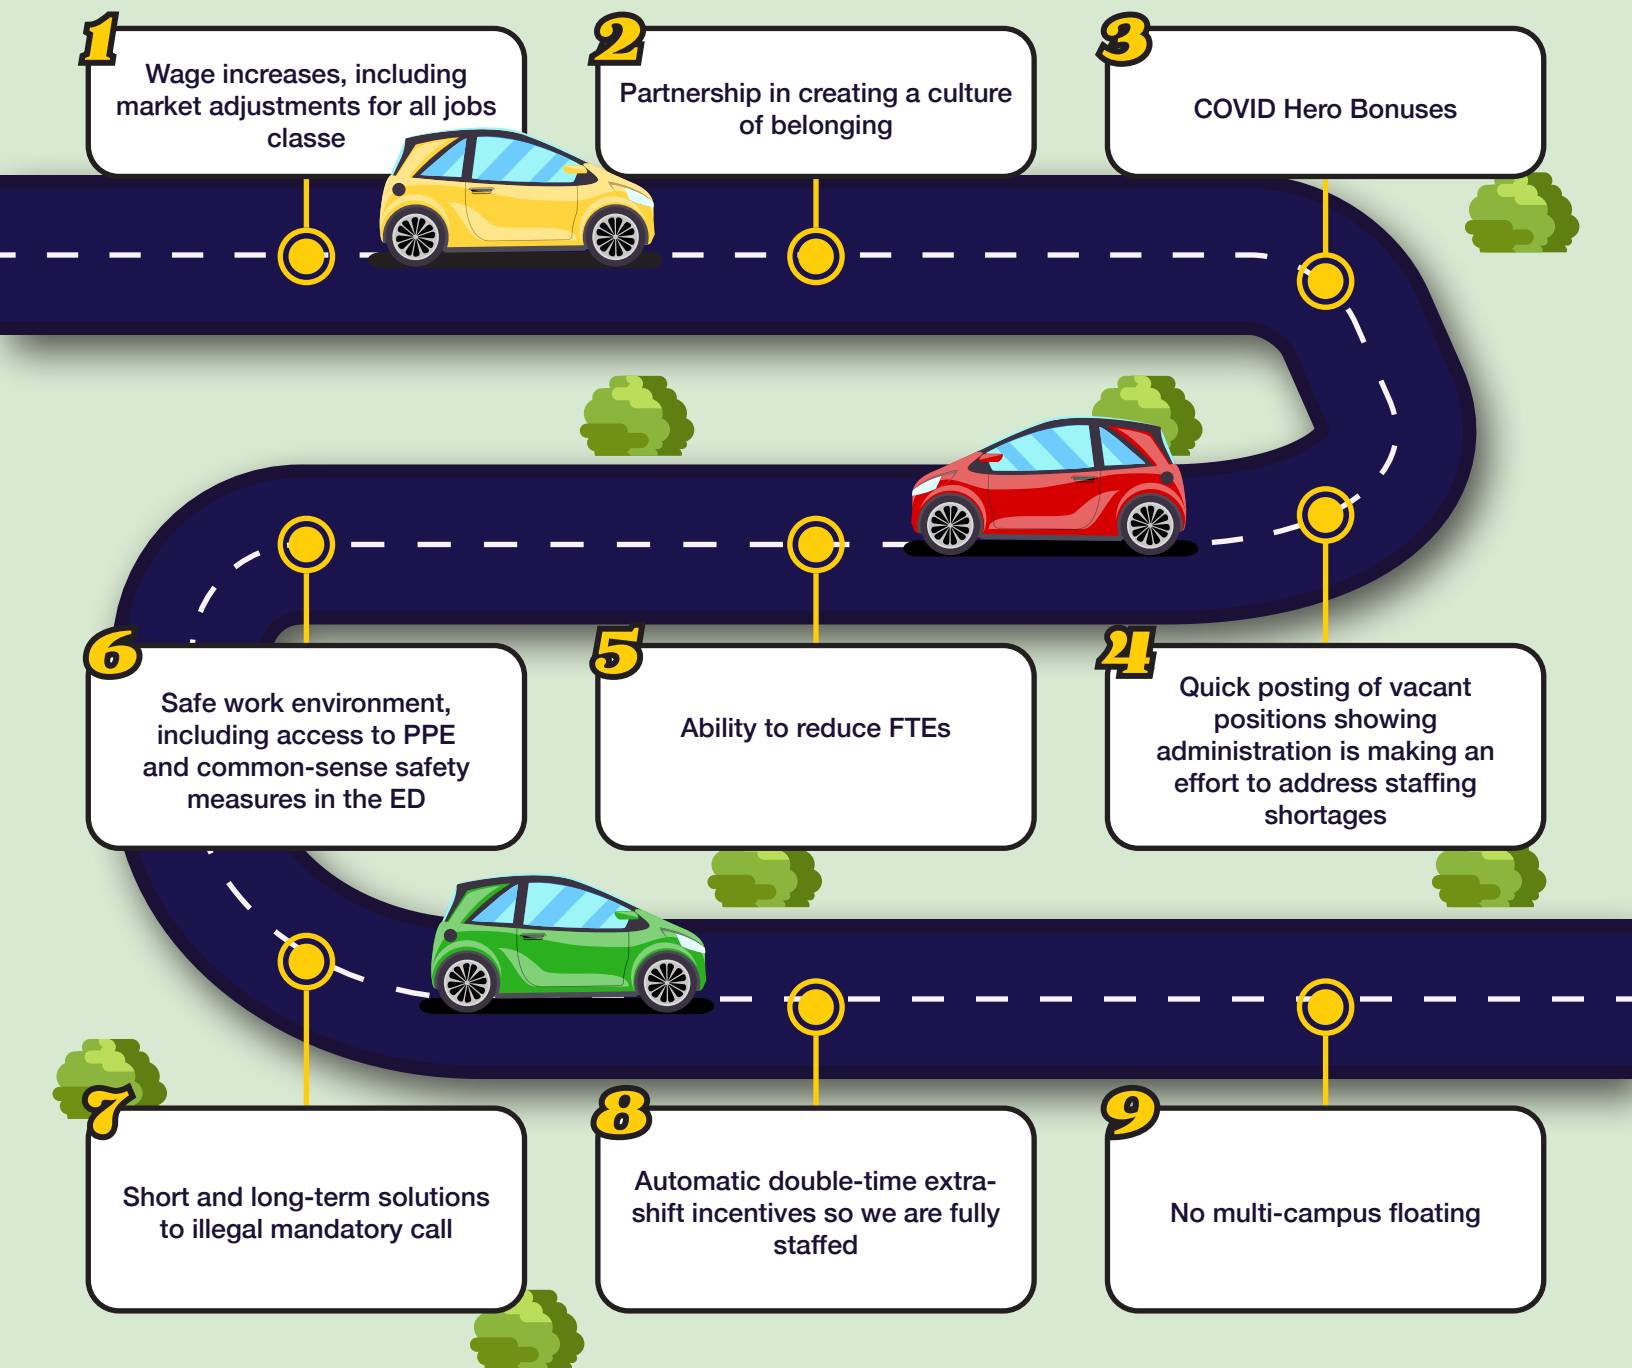 1
Wage increases, including
market adjustments for all jobs
classe
2
Partnership in creating a culture
of belonging
3
COVID Hero Bonuses
4
Quick posting of vacant
positions showing
administration is making an
effort to address staffing
shortages
5
Ability to reduce FTEs
6
Safe work environment,
including access to PPE
and common-sense safety
measures in the ED
7
Short and long-term solutions
to illegal mandatory call
8
Automatic double-time extra-
shift incentives so we are fully
staffed
9
No multi-campus floating